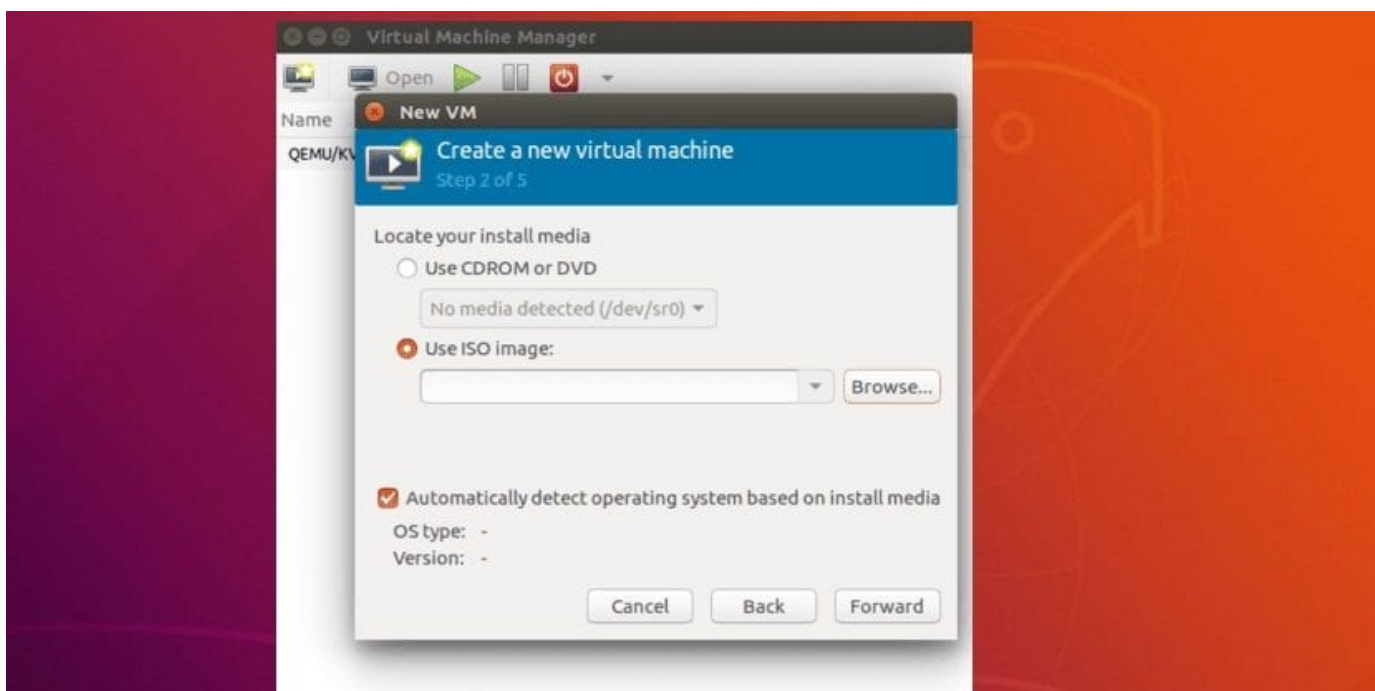 Virtual Machine Manager
Open
Name
New VM
QEMU/KV
Create a new virtual machine
Step 2 of 5
Locate your install media
Use CDROM or DVD
No media detected (/dev/sr0)
Use ISO image:
Browse...
Automatically detect operating system based on install media
OS type: -
Version: -
Cancel Back Forward